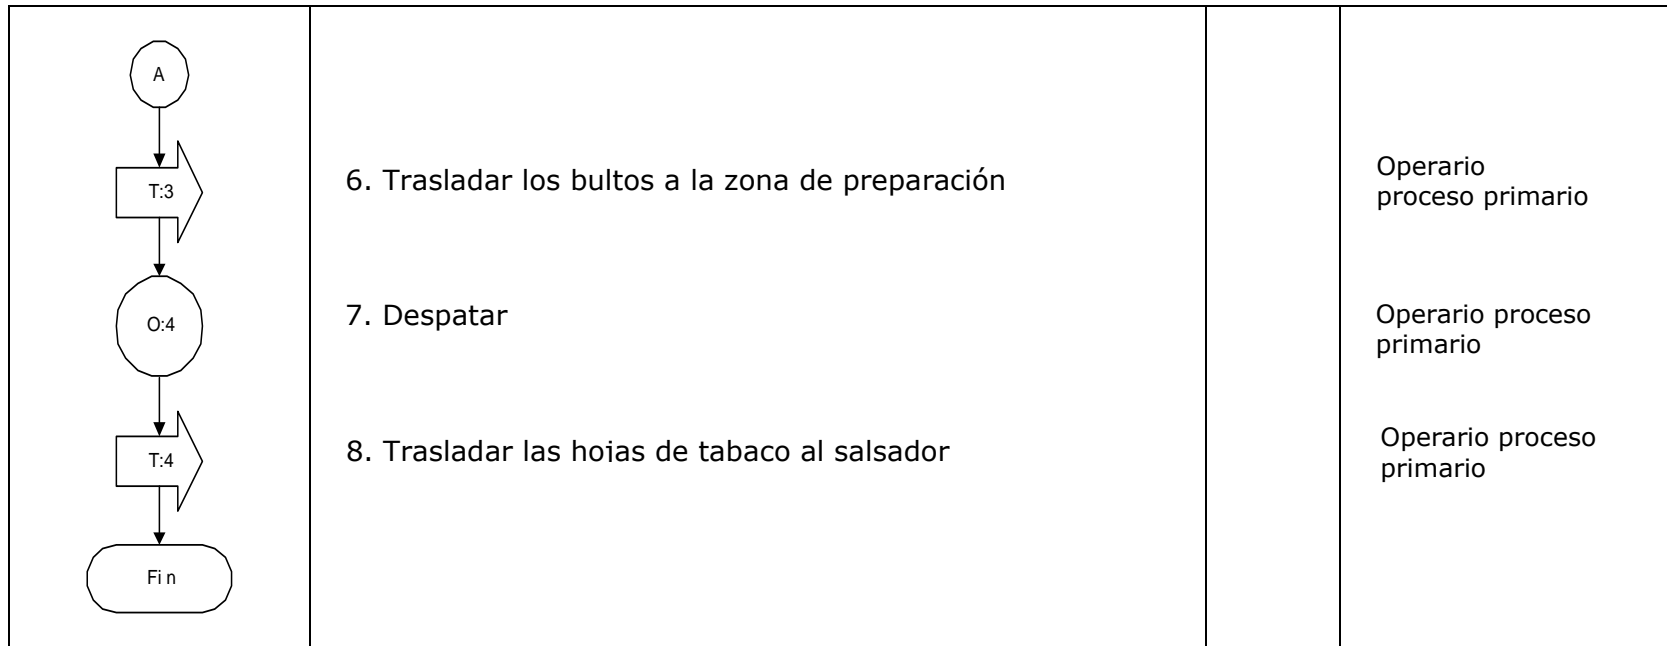 A
T:3
6. Trasladar los bultos a la zona de preparación
Operario
proceso primario
O:4
7. Despatar
Operario proceso
primario
T:4
8. Trasladar las hojas de tabaco al salsador
Operario proceso
primario
Fin